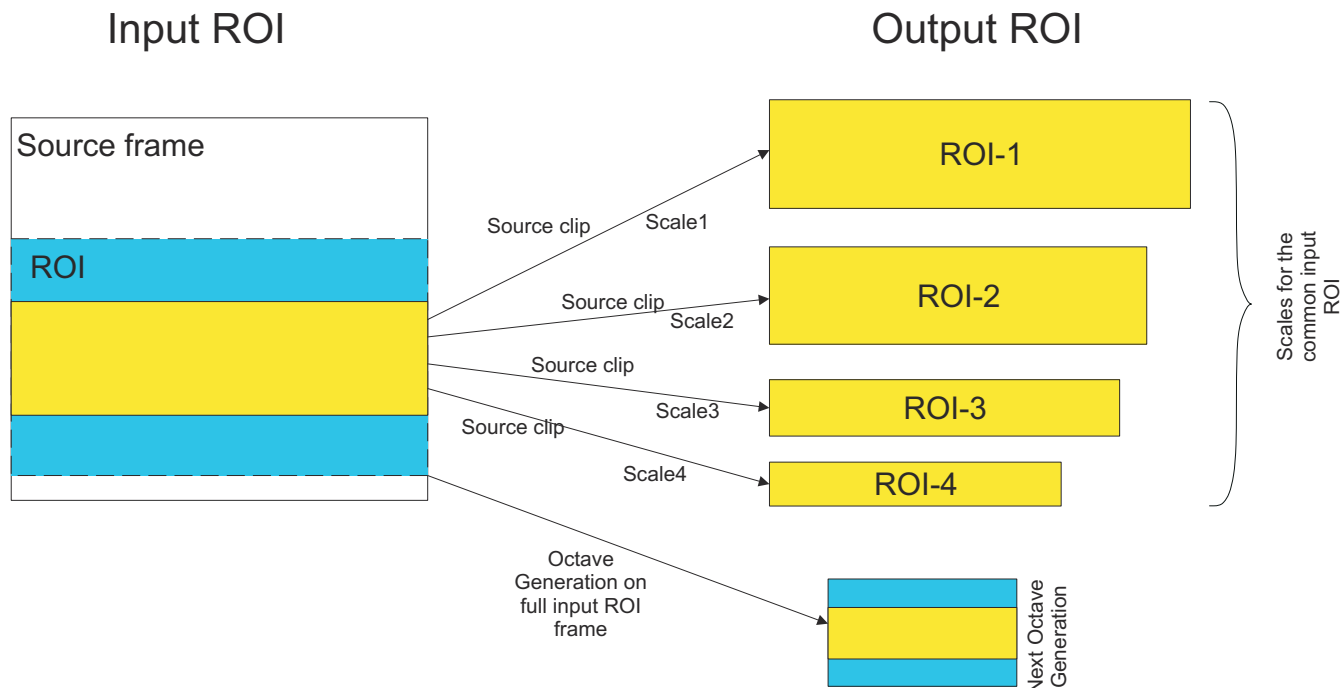 Input ROI
Output ROI
Source frame
ROI
Source clip
Scale1
Source clip
Scale2
Source clip
Scale3
Source clip
Scale4
ROI-1
ROI-2
ROI-3
ROI-4
Scales for the
common input
ROI
Octave
Generation on
full input ROI
frame
Next Octave
Generation